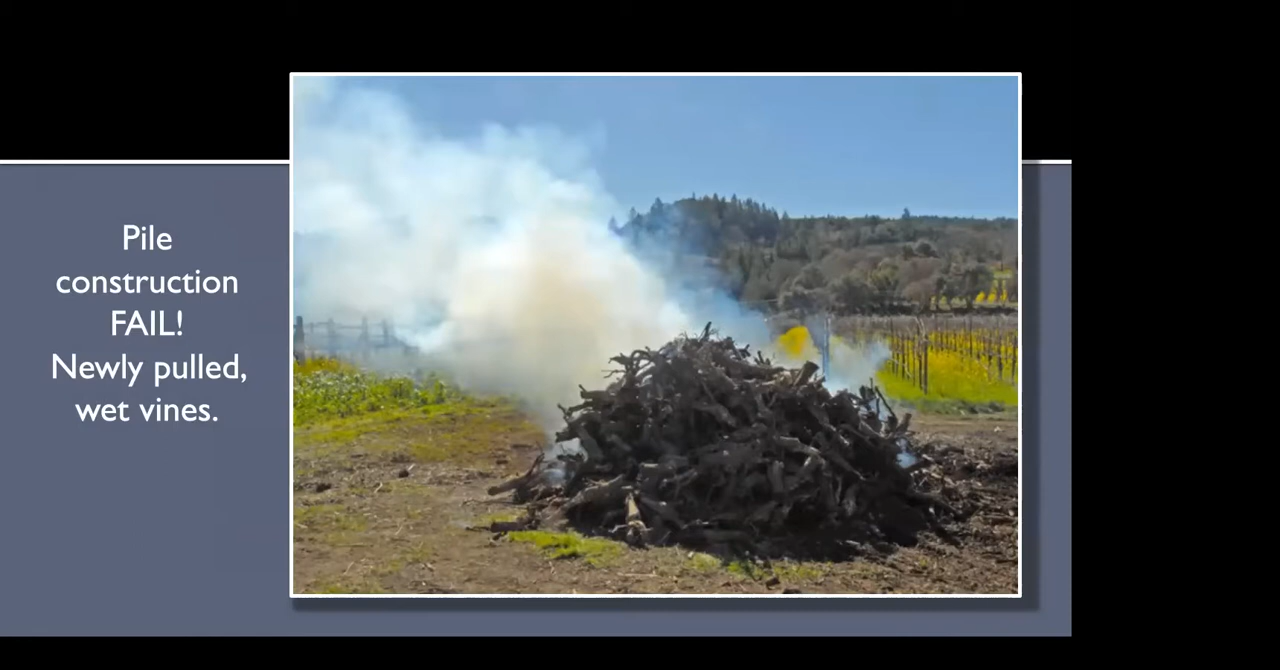 Pile
construction
FAIL!
Newly pulled,
wet vines.